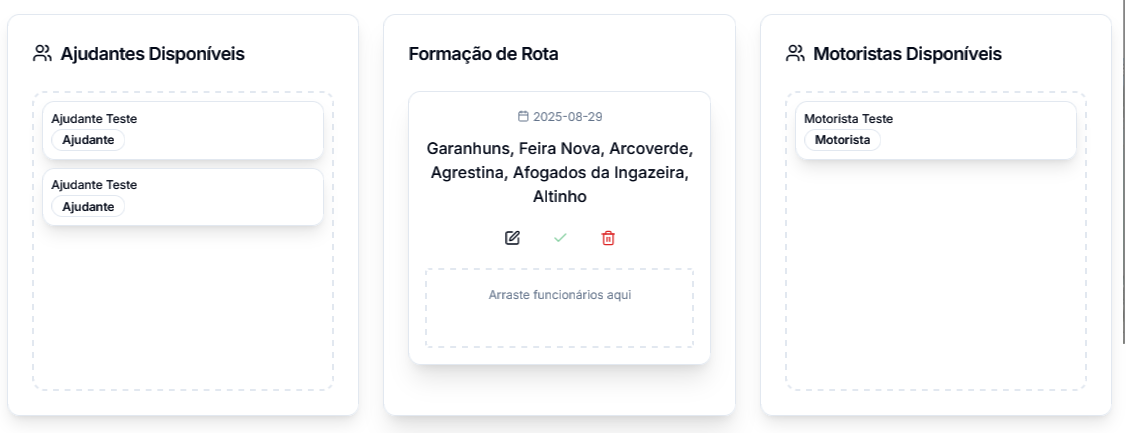 Ajudantes Disponíveis
Ajudante Teste
Ajudante
Ajudante Teste
Ajudante
Formação de Rota
2025-08-29
Garanhuns, Feira Nova, Arcoverde,
Agrestina, Afogados da Ingazeira,
Altinho
Arraste funcionários aqui
Motoristas Disponíveis
Motorista Teste
Motorista